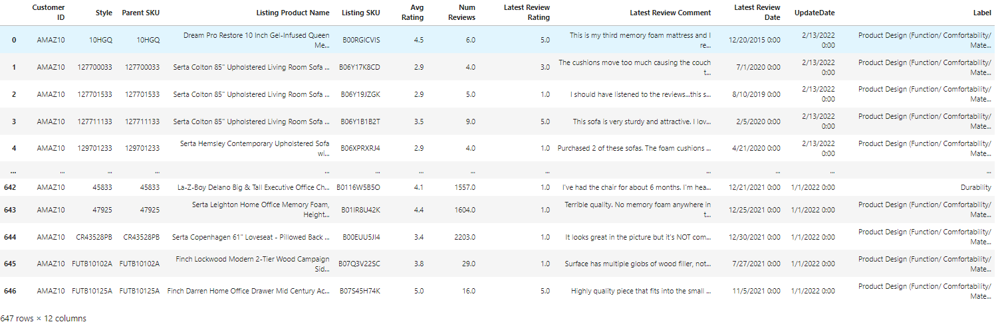 Customer ID Style Parent SKU Listing Product Name Listing SKU Avg Rating Num Reviews Latest Review Rating Latest Review Comment Latest Review Date UpdateDate Label
0 AMAZ10 10HGQ 10HGQ Dream Pro Restore 10 Inch Gel-Infused Queen Me... B00RGICVIS 4.5 6.0 5.0 This is my third memory foam mattress and I re... 12/20/2015 0:00 2/13/2022 0:00 Product Design (Function/ Comfortability/ Mate...
1 AMAZ10 127700033 127700033 Serta Colton 85" Upholstered Living Room Sofa ... B06Y17K8CD 2.9 4.0 3.0 The cushions move too much causing the couch t... 7/1/2020 0:00 2/13/2022 0:00 Product Design (Function/ Comfortability/ Mate...
2 AMAZ10 127701533 127701533 Serta Colton 85" Upholstered Living Room Sofa ... B06Y19JZGK 2.9 5.0 1.0 I should have listened to the reviews...this s... 8/10/2019 0:00 2/13/2022 0:00 Product Design (Function/ Comfortability/ Mate...
3 AMAZ10 127711133 127711133 Serta Colton 85" Upholstered Living Room Sofa ... B06Y1B1B2T 3.5 9.0 5.0 This sofa is very sturdy and attractive. I lov... 2/5/2020 0:00 2/13/2022 0:00 Product Design (Function/ Comfortability/ Mate...
4 AMAZ10 129701233 129701233 Serta Hemsley Contemporary Upholstered Sofa wi... B06XPRXRJ4 2.9 4.0 1.0 Purchased 2 of these sofas. The foam cushions ... 4/21/2020 0:00 2/13/2022 0:00 Product Design (Function/ Comfortability/ Mate...
... ... ... ... ... ... ... ... ... ... ... ... ...
642 AMAZ10 45833 45833 La-Z-Boy Delano Big & Tall Executive Office Ch... B0116W5B5O 4.1 1557.0 1.0 I've had the chair for about 6 months. I'm hea... 12/21/2021 0:00 1/1/2022 0:00 Durability
643 AMAZ10 47925 47925 Serta Leighton Home Office Memory Foam, Height... B01IR8U42K 4.4 1604.0 1.0 Terrible quality. No memory foam anywhere in t... 12/25/2021 0:00 1/1/2022 0:00 Product Design (Function/ Comfortability/ Mate...
644 AMAZ10 CR43528PB CR43528PB Serta Copenhagen 61" Loveseat - Pillowed Back ... B00EUU5JI4 3.4 2203.0 1.0 It looks great in the picture but it's NOT com... 12/30/2021 0:00 1/1/2022 0:00 Product Design (Function/ Comfortability/ Mate...
645 AMAZ10 FUTB10102A FUTB10102A Finch Lockwood Modern 2-Tier Wood Campaign Sid... B07Q3V22SC 3.8 29.0 1.0 Surface has multiple globs of wood filler, not... 7/27/2021 0:00 1/1/2022 0:00 Product Design (Function/ Comfortability/ Mate...
646 AMAZ10 FUTB10125A FUTB10125A Finch Darren Home Office Drawer Mid Century Ac... B07S45H74K 5.0 16.0 5.0 Highly quality piece that fits into the small ... 11/5/2021 0:00 1/1/2022 0:00 Product Design (Function/ Comfortability/ Mate...
647 rows × 12 columns